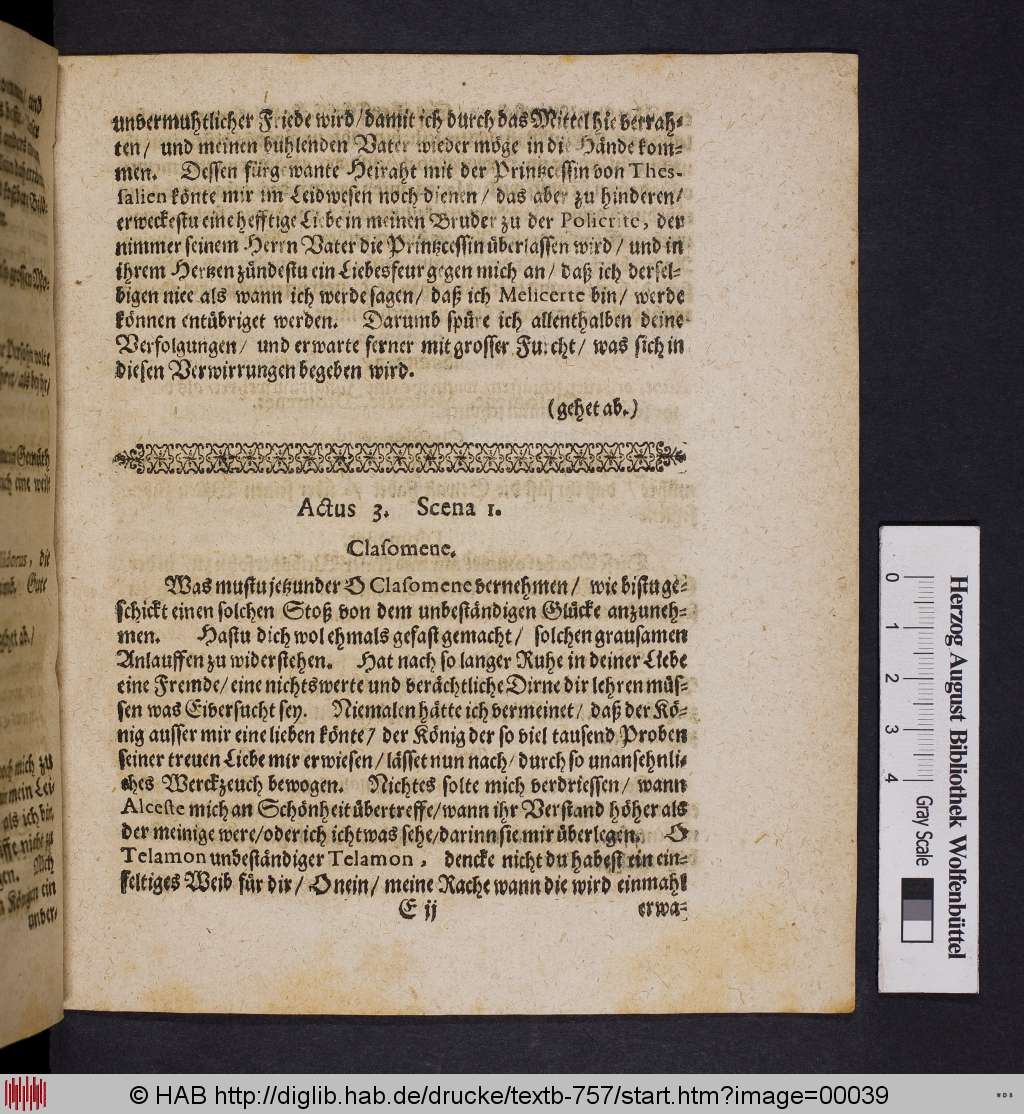 unvermuhtlicher Friede wird/damit ich durch das Mittel hie verrah-
ten/ und meinen buhlenden Vater wieder möge in die Hände kom-
men. Dessen fürgewante Heiraht mit der Printzessin von Thes-
salien könte mir im Leidwesen noch dienen/ das aber zu hinderen/
erweckestu eine hefftige Liebe in meinen Bruder zu der Policrite, der
nimmer seinem Herrn Vater die Printzessin überlassen wird/ und in
ihrem Hertzen zündestu ein Liebesfeur gegen mich an/ daß ich dersel-
bigen niee als wann ich werde sagen/ daß ich Melicerte bin/ werde
können entübriget werden. Darumb spüre ich allenthalben deine
Verfolgungen/ und erwarte ferner mit grosser Furcht/ was sich in
diesen Verwirrungen begeben wird.
(gehet ab.)
Actus 3. Scena 1.
Clasomene.
Was mustu jetzunder O Clasomene vernehmen/ wie bistu ge-
schickt einen solchen Stoß von dem unbeständigen Glücke anzuneh-
men. Hastu dich wol ehmals gefast gemacht/ solchen grausamen
Anlauffen zu widerstehen. Hat nach so langer Ruhe in deiner Liebe
eine Fremde/ eine nichtswerte und verächtliche Dirne dir lehren müs-
sen was Eiversucht sey. Niemalen hätte ich vermeinet/ daß der Kö-
nig ausser mir eine lieben könte/ der König der so viel tausend Proben
seiner treuen Liebe mir erwiesen/ lässet nun nach/ durch so unansehnli-
ches Werckzeuch bewogen. Nichtes solte mich verdriessen/ wann
Alceste mich an Schönheit übertreffe/wann ihr Verstand höher als
der meinige were/oder ich ichtwas sehe/darinn sie mir überlegen. O
Telamon unbeständiger Telamon, dencke nicht du habest ein ein-
feltiges Weib für dir/ O nein/ meine Rache wann die wird einmahl
E ij erwa-
Herzog August Bibliothek Wolfenbüttel
0 1 2 3 4 Gray Scale
© HAB http://diglib.hab.de/drucke/textb-757/start.htm?image=00039